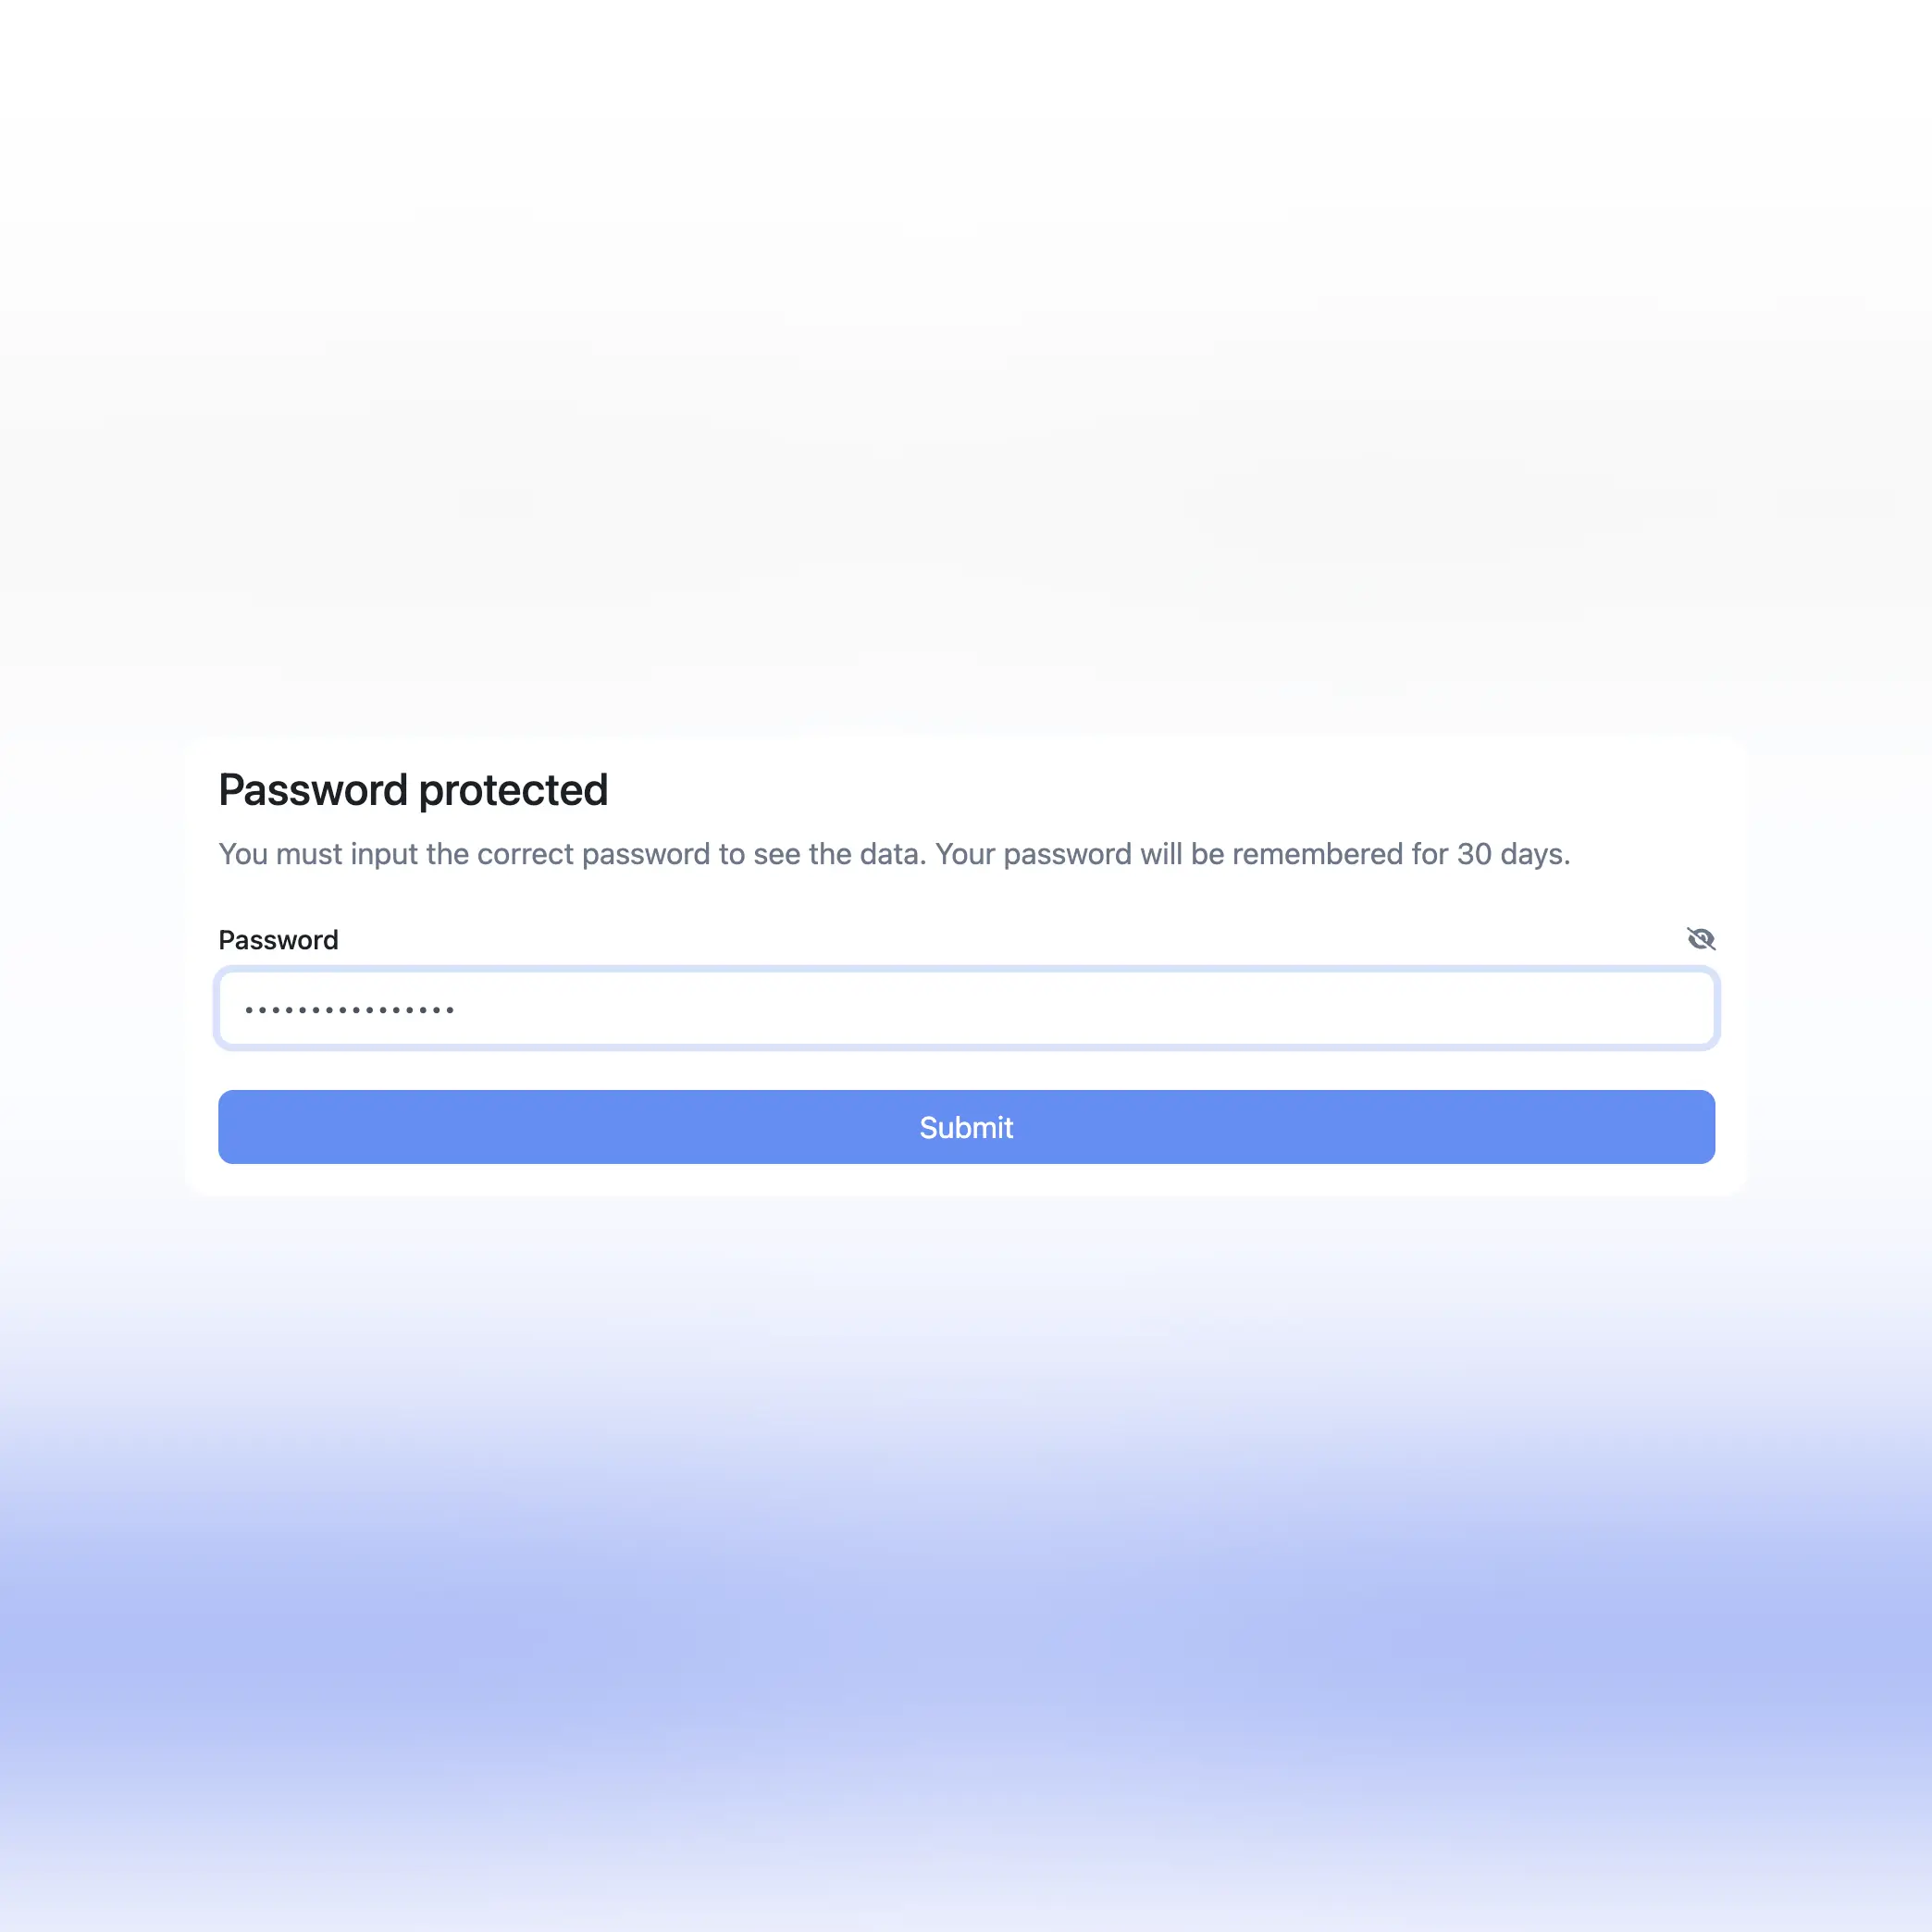 Password protected
You must input the correct password to see the data. Your password will be remembered for 30 days.
Password
••••••••••••••••
Submit